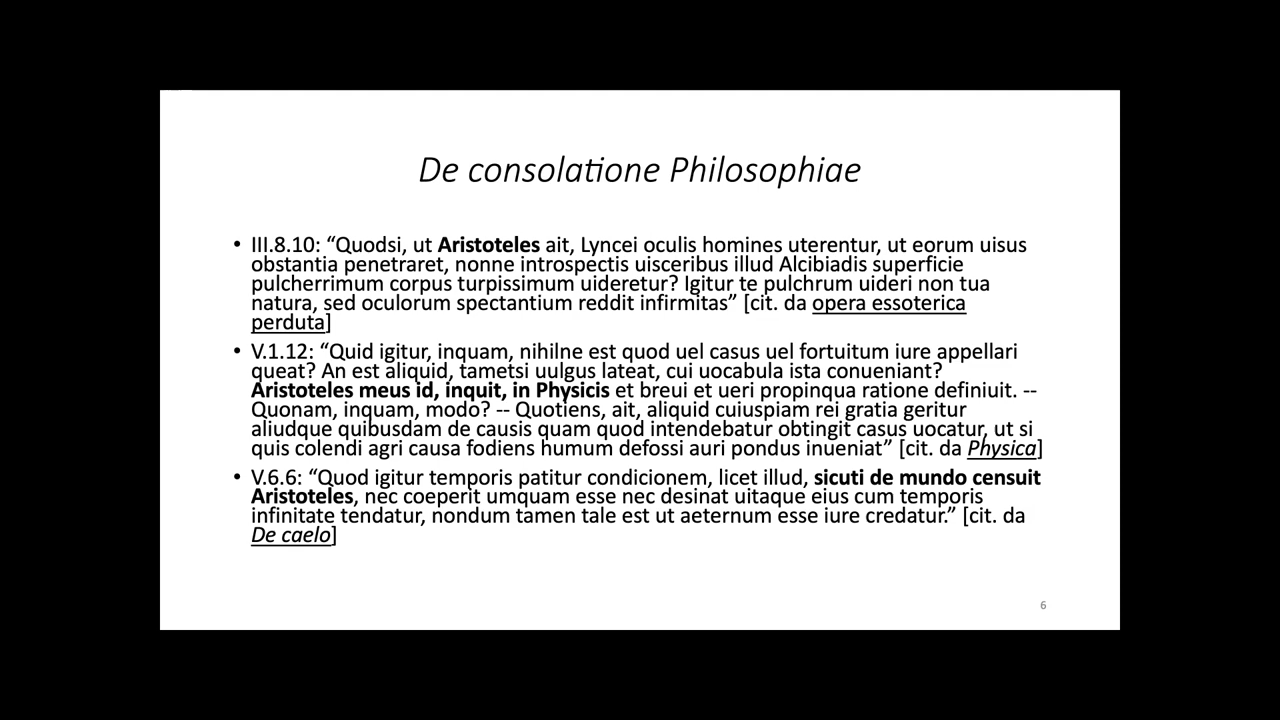 De consolatione Philosophiae
• III.8.10: “Quodsi, ut Aristoteles ait, Lyncei oculis homines uterentur, ut eorum uisus
obstantia penetraret, nonne introspectis uisceribus illud Alcibiadis superficie
pulcherrimum corpus turpissimum uideretur? Igitur te pulchrum uideri non tua
natura, sed oculorum spectantium reddit infirmitas” [cit. da opera essoterica
perduta]
• V.1.12: “Quid igitur, inquam, nihilne est quod uel casus uel fortuitum iure appellari
queat? An est aliquid, tametsi uulgus lateat, cui uocabula ista conueniant?
Aristoteles meus id, inquit, in Physicis et breui et ueri propinqua ratione definiuit. --
Quonam, inquam, modo? -- Quotiens, ait, aliquid cuiuspiam rei gratia geritur
aliudque quibusdam de causis quam quod intendebatur obtingit casus uocatur, ut si
quis colendi agri causa fodiens humum defossi auri pondus inueniat” [cit. da Physica]
• V.6.6: “Quod igitur temporis patitur condicionem, licet illud, sicuti de mundo censuit
Aristoteles, nec coeperit umquam esse nec desinat uitaque eius cum temporis
infinitate tendatur, nondum tamen tale est ut aeternum esse iure credatur.” [cit. da
De caelo]
6